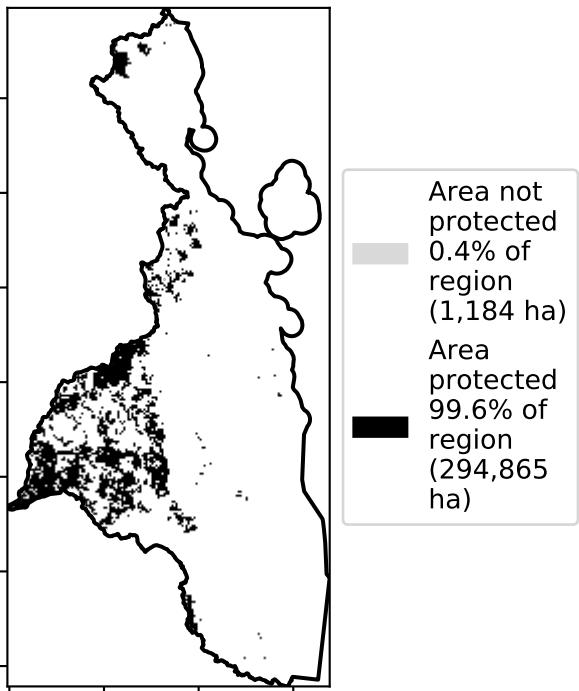 Area not
protected
0.4% of
region
(1,184 ha)
Area
protected
99.6% of
region
(294,865
ha)